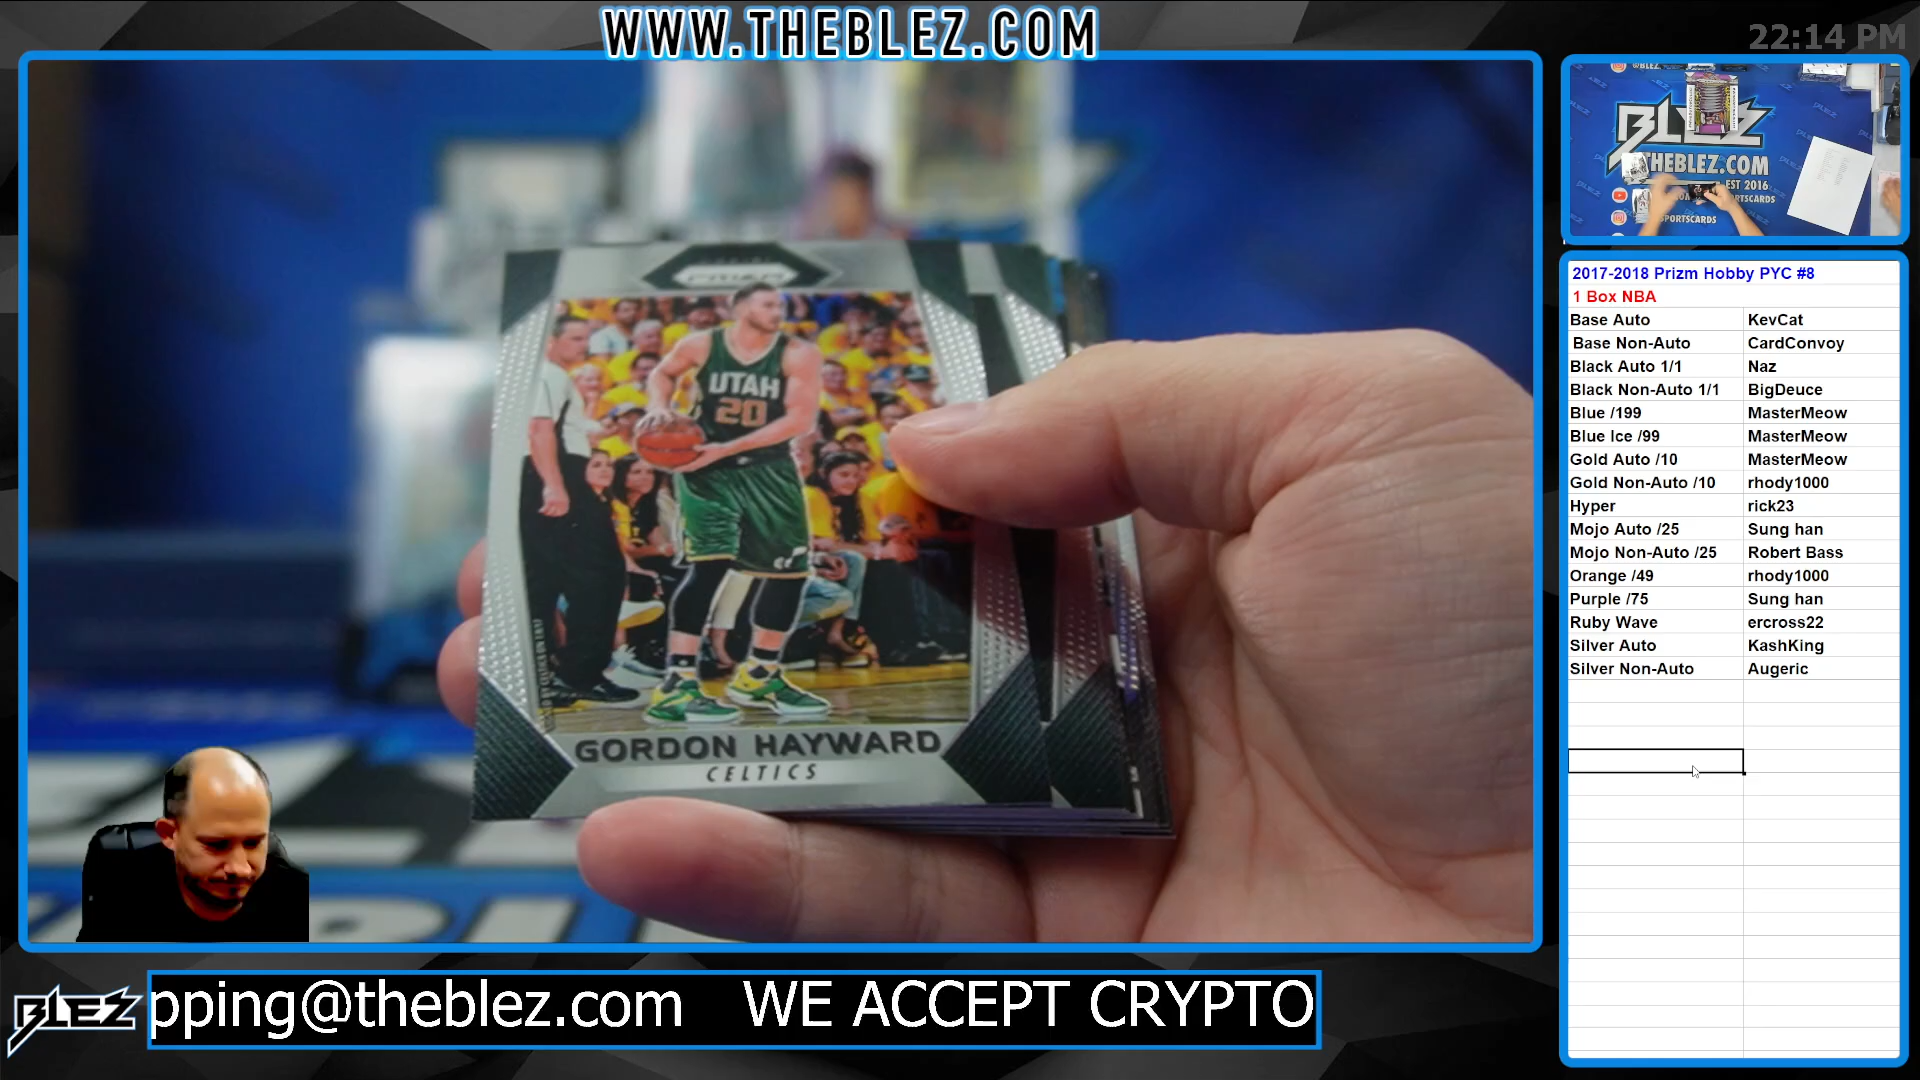 WWW.THEBLEZ.COM
22:14 PM
PRIZM
UTAH
20
GORDON HAYWARD
CELTICS
BLEZ
THEBLEZ.COM
EST 2016
SPORTSCARDS
2017-2018 Prizm Hobby PYC #8
1 Box NBA
Base Auto KevCat
Base Non-Auto CardConvoy
Black Auto 1/1 Naz
Black Non-Auto 1/1 BigDeuce
Blue /199 MasterMeow
Blue Ice /99 MasterMeow
Gold Auto /10 MasterMeow
Gold Non-Auto /10 rhody1000
Hyper rick23
Mojo Auto /25 Sung han
Mojo Non-Auto /25 Robert Bass
Orange /49 rhody1000
Purple /75 Sung han
Ruby Wave ercross22
Silver Auto KashKing
Silver Non-Auto Augeric
BLEZ
pping@theblez.com WE ACCEPT CRYPTO